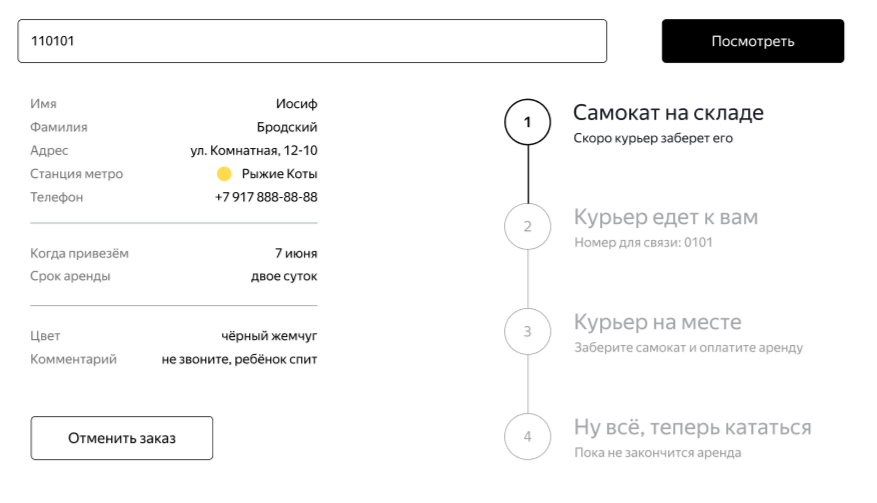 110101
Посмотреть
Имя Иосиф
Фамилия Бродский
Адрес ул. Комнатная, 12-10
Станция метро Рыжие Коты
Телефон +7 917 888-88-88
Когда привезём 7 июня
Срок аренды двое суток
Цвет чёрный жемчуг
Комментарий не звоните, ребёнок спит
Отменить заказ
1 Самокат на складе
Скоро курьер заберет его
2 Курьер едет к вам
Номер для связи: 0101
3 Курьер на месте
Заберите самокат и оплатите аренду
4 Ну всё, теперь кататься
Пока не закончится аренда